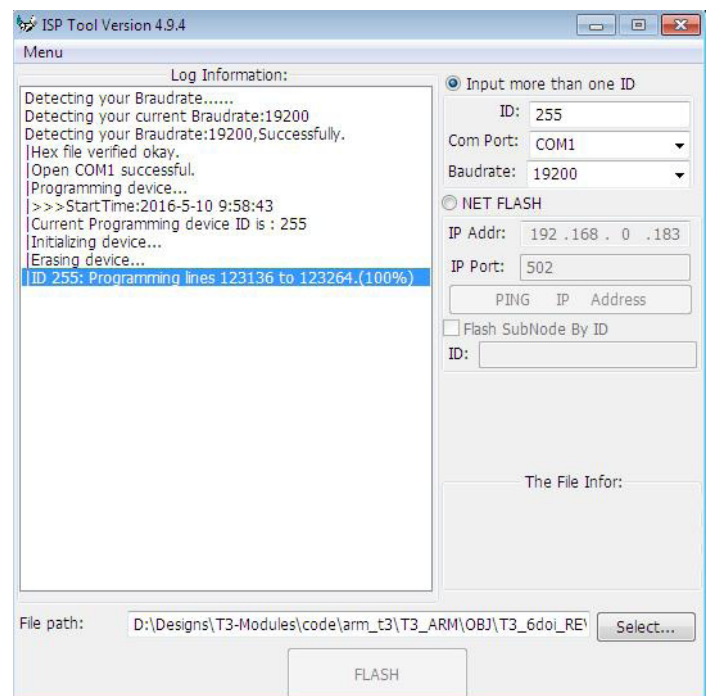 ISP Tool Version 4.9.4
Menu
Log Information:
Detecting your Braudrate......
Detecting your current Braudrate:19200
Detecting your Braudrate:19200,Successfully.
|Hex file verified okay.
|Open COM1 successful.
|Programming device...
|>>>StartTime:2016-5-10 9:58:43
|Current Programming device ID is : 255
|Initializing device...
|Erasing device...
|ID 255: Programming lines 123136 to 123264.(100%)
Input more than one ID
ID: 255
Com Port: COM1
Baudrate: 19200
NET FLASH
IP Addr: 192 .168 . 0 .183
IP Port: 502
PING IP Address
Flash SubNode By ID
ID:
The File Infor:
File path: D:\Designs\T3-Modules\code\arm_t3\T3_ARM\OBJ\T3_6doi_RE Select...
FLASH